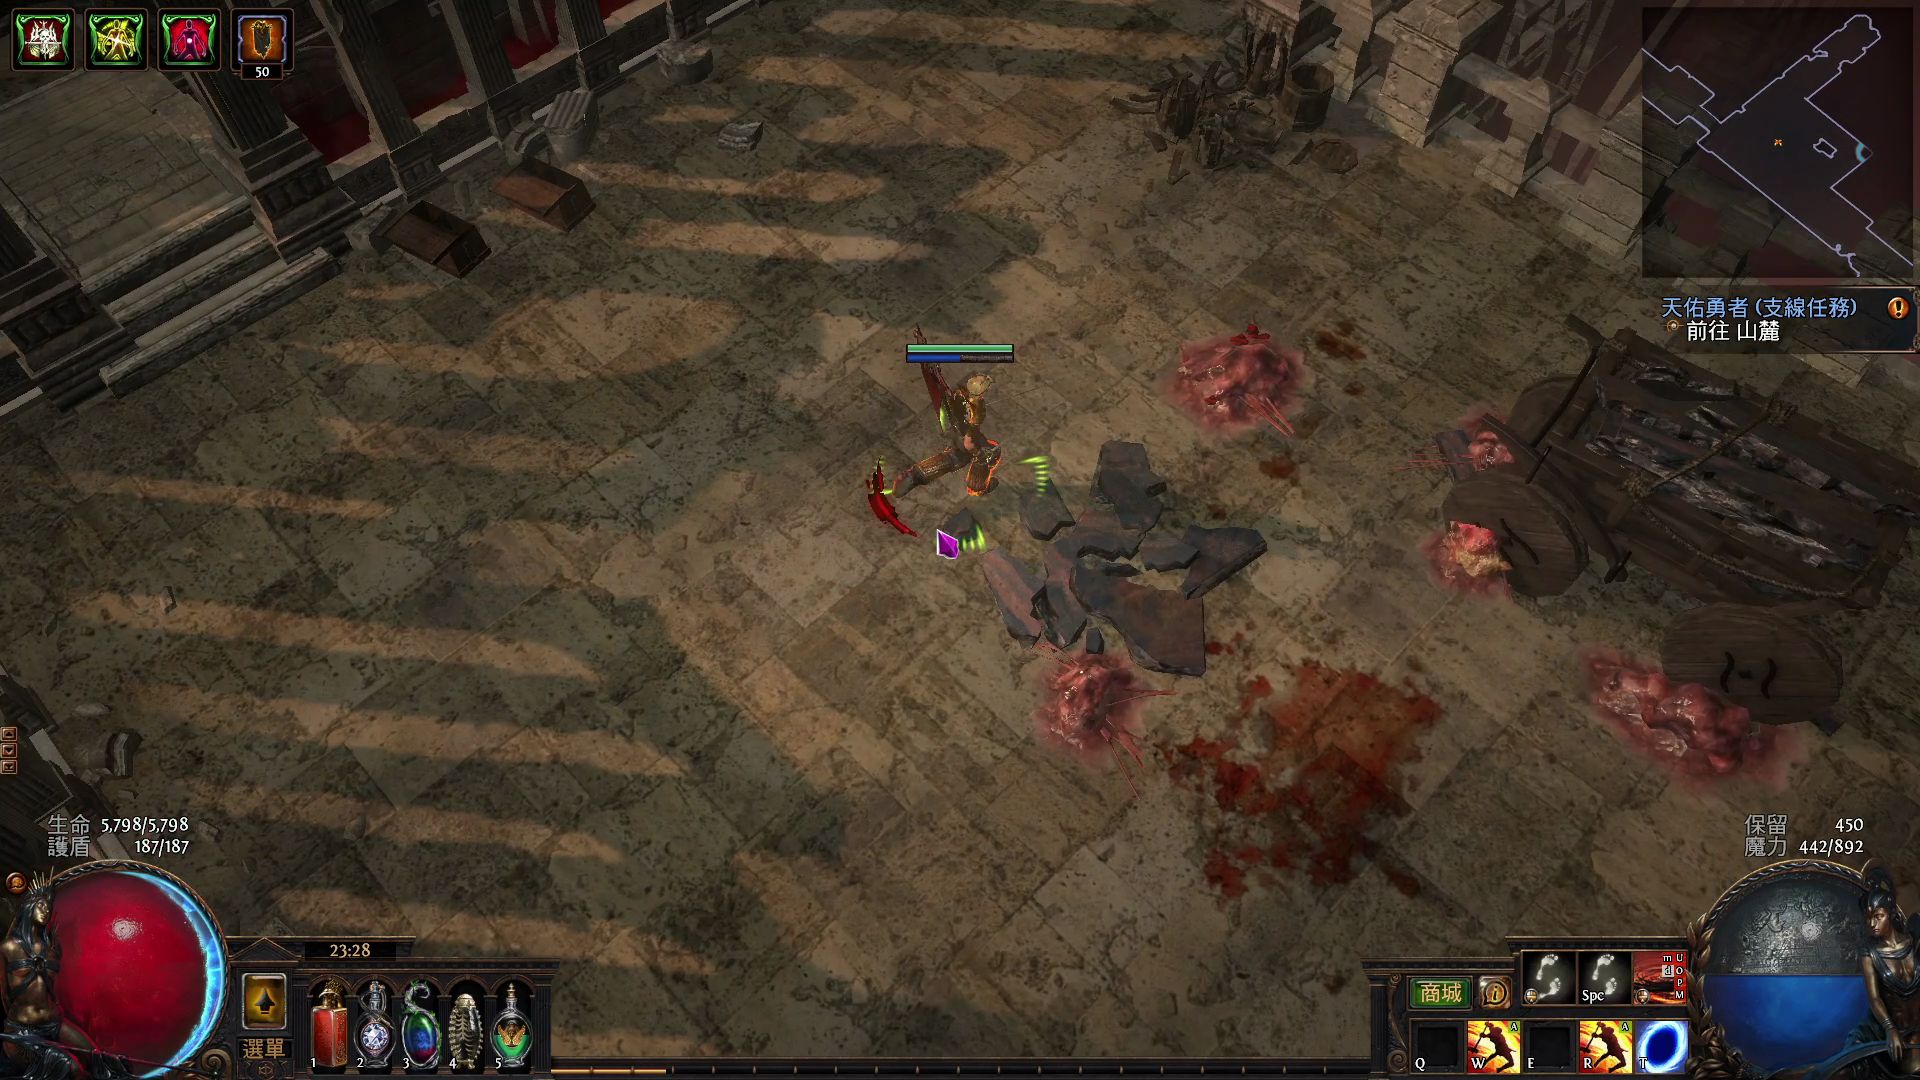 50
天佑勇者 (支線任務)
前往 山麓
生命 5,798/5,798
護盾 187/187
保留 450
魔力 442/892
23:28
選單
1 2 3 4 5
商城
Spc
m U
d O
P
M
Q W A E R A T